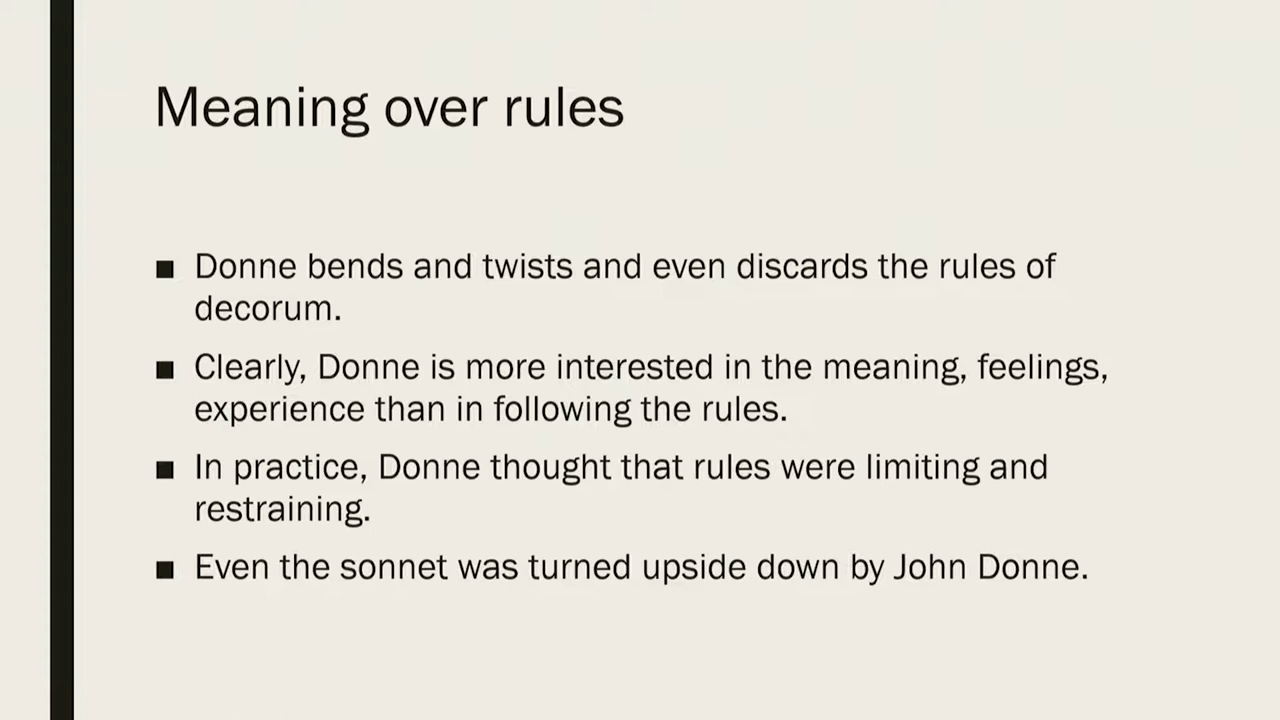 Meaning over rules
■ Donne bends and twists and even discards the rules of
decorum.
■ Clearly, Donne is more interested in the meaning, feelings,
experience than in following the rules.
■ In practice, Donne thought that rules were limiting and
restraining.
■ Even the sonnet was turned upside down by John Donne.